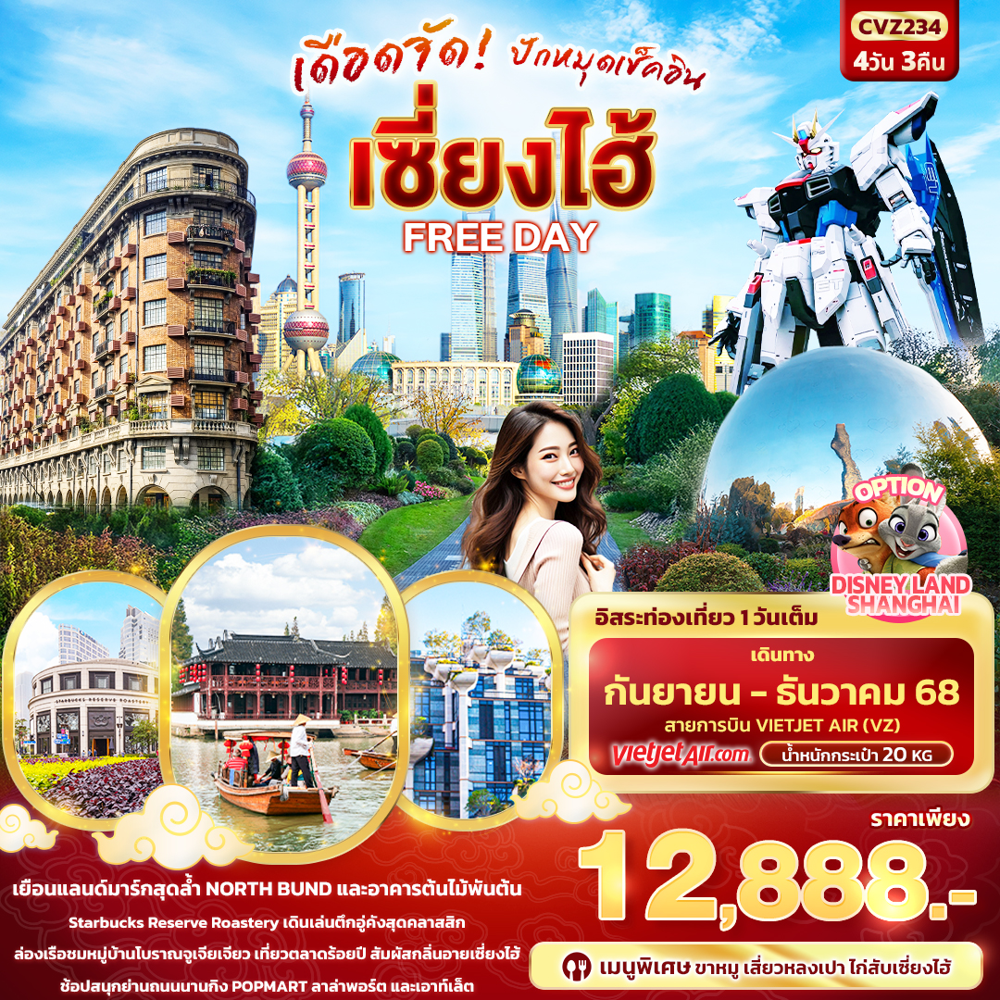 CVZ234
4วัน 3คืน
เดือดจัด! ปักหมุดเช็คอิน
เซี่ยงไฮ้
FREE DAY
OPTION
DISNEY LAND
SHANGHAI
อิสระท่องเที่ยว 1 วันเต็ม
เดินทาง
กันยายน - ธันวาคม 68
สายการบิน VIETJET AIR (VZ)
vietjetAir.com น้ำหนักกระเป๋า 20 KG
STARBUCKS RESERVE ROASTERY
ราคาเพียง
12,888.-
เยือนแลนด์มาร์กสุดล้ำ NORTH BUND และอาคารต้นไม้พันต้น
Starbucks Reserve Roastery เดินเล่นตึกอู่คังสุดคลาสสิก
ล่องเรือชมหมู่บ้านโบราณจูเจียเจียว เที่ยวตลาดร้อยปี สัมผัสกลิ่นอายเซี่ยงไฮ้
ช้อปสนุกย่านถนนนานกิง POPMART ลาล่าพอร์ต และเอาท์เล็ต
เมนูพิเศษ ขาหมู เสี่ยวหลงเปา ไก่สับเซี่ยงไฮ้